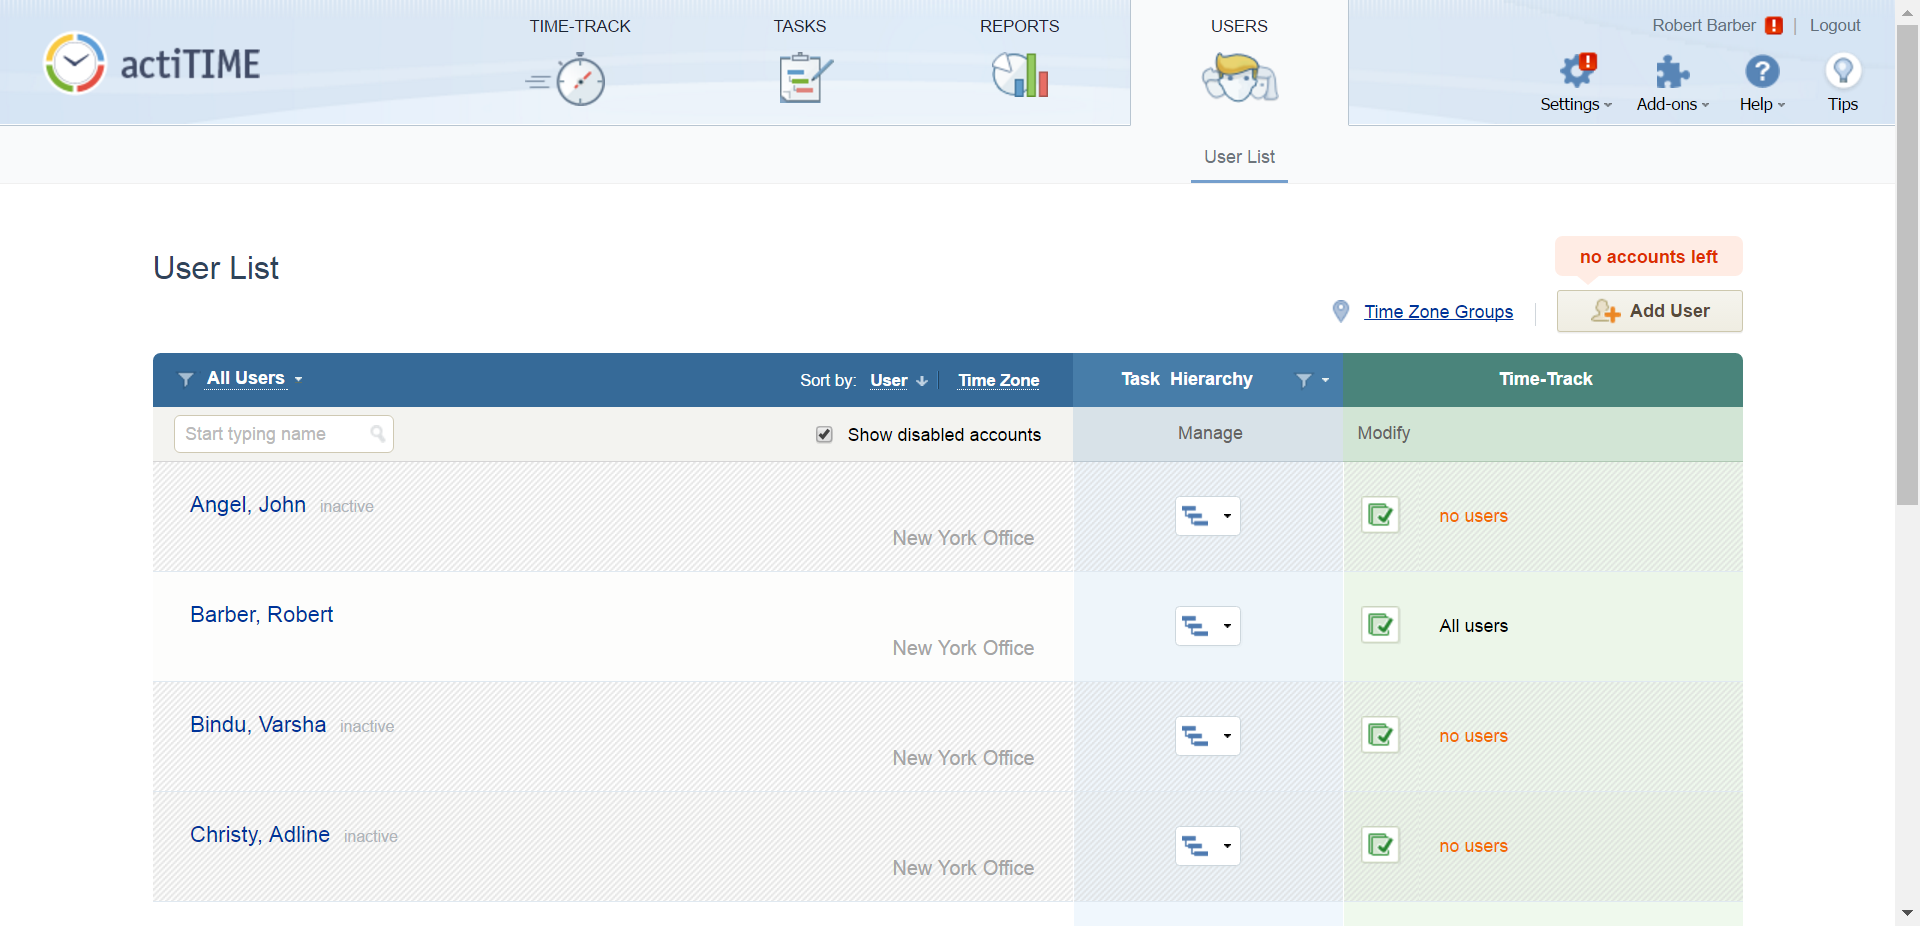 TIME-TRACK
TASKS
REPORTS
USERS
Robert Barber ! | Logout
actiTIME
Settings
Add-ons
Help
Tips
User List
User List
no accounts left
Time Zone Groups
Add User
All Users
Sort by: User
Time Zone
Task Hierarchy
Time-Track
Start typing name
Show disabled accounts
Manage
Modify
Angel, John inactive
New York Office
no users
Barber, Robert
New York Office
All users
Bindu, Varsha inactive
New York Office
no users
Christy, Adline inactive
New York Office
no users